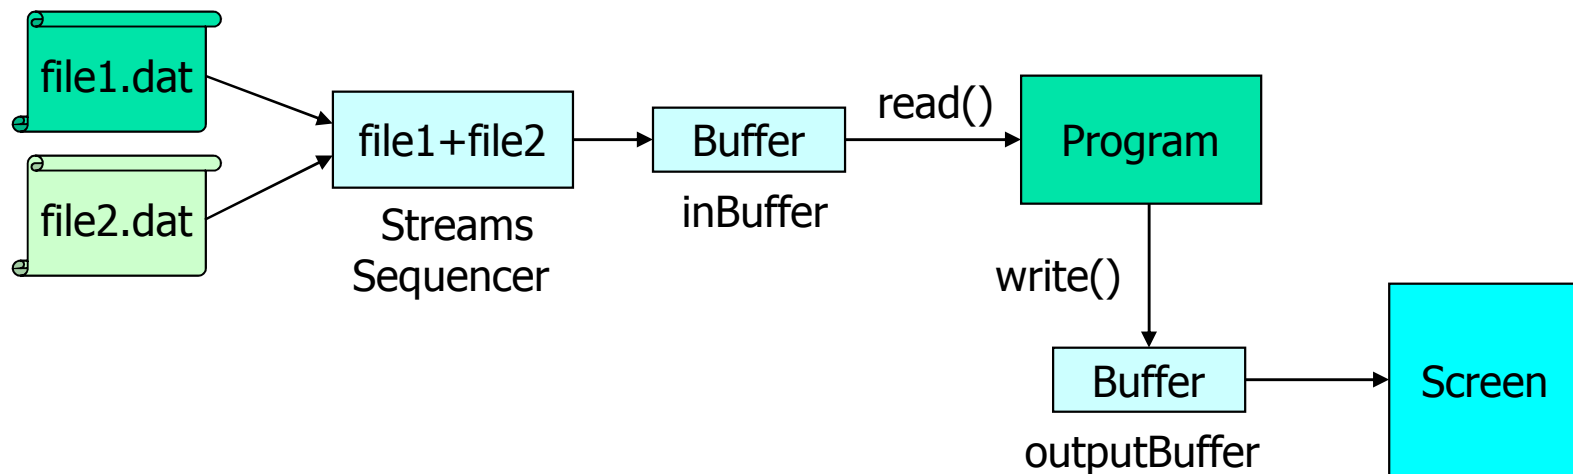 file1.dat
file2.dat
file1+file2
Streams
Sequencer
Buffer
inBuffer
read()
Program
write()
Buffer
outputBuffer
Screen